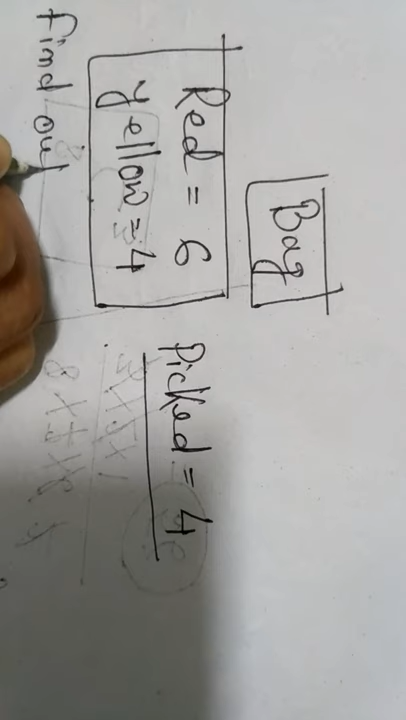 Bag
Red = 6
Yellow = 4
Picked = 4
find out